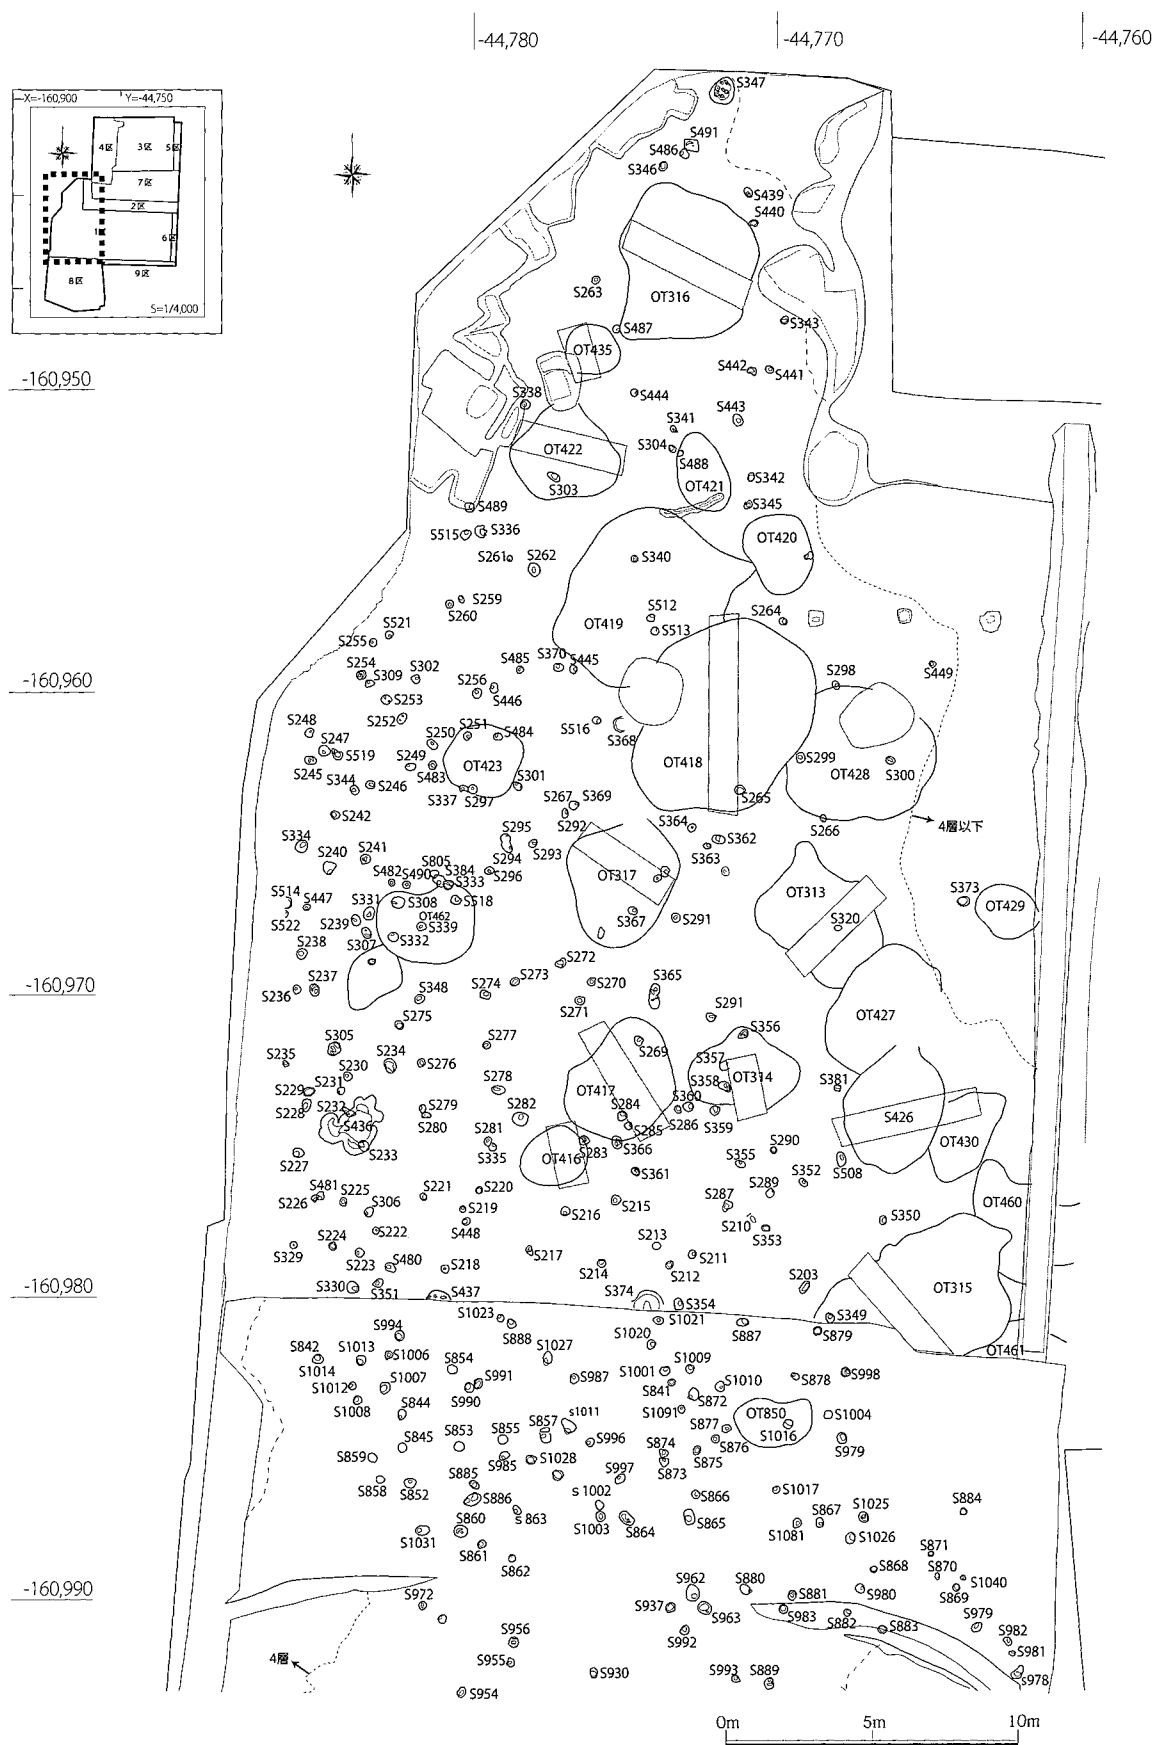 -44,780
-44,770
-44,760
X=-160,900
Y=-44,750
4区
3区
5区
7区
2区
1区
6区
8区
9区
S=1/4,000
S347
S491
S486
S346
S439
S440
S263
OT316
S487
S343
OT435
-160,950
S442
S441
S338
S444
S443
S341
OT422
S304
S488
S303
OT421
S342
S489
S345
S515
S336
OT420
S261
S262
S340
S259
S260
S512
S264
S521
OT419
S513
S255
S254
S309
S302
S485
S370
S445
S449
-160,960
S256
S446
S298
S253
S252
S248
S251
S484
S516
S368
S247
S250
S519
S249
OT423
OT418
S299
OT428
S300
S245
S483
S344
S246
S337
S297
S301
S265
S267
S369
S242
S292
S364
S266
4層以下
S334
S295
S362
S241
S293
S363
S240
S805
S294
S482
S490
S384
S333
S296
OT317
OT313
S514
S447
S331
S308
S518
S373
OT429
S522
S239
OT462
S339
S367
S291
S320
S307
S332
S238
S272
S237
S273
S270
S365
-160,970
S236
S348
S274
S271
S291
OT427
S275
S356
S305
S277
S269
S235
S234
S276
S357
S230
S358
OT314
S381
S229
S231
S278
OT417
S228
S232
S279
S282
S284
S360
S426
S436
S280
S285
S286
S359
S281
S233
S335
S283
S366
S290
OT430
S227
OT416
S355
S508
S361
S352
S481
S221
S220
S289
S226
S225
S215
S287
OT460
S306
S219
S216
S224
S222
S448
S213
S210
S353
S350
S329
S223
S217
S211
S480
S218
S214
S212
-160,980
S330
S351
S437
S374
S203
OT315
S354
S349
S1023
S1021
S994
S888
S1020
S887
S879
S842
S1013
S1027
OT461
S1014
S1006
S854
S1001
S1009
S1012
S1007
S991
S987
S841
S1010
S878
S998
S1008
S990
S872
S844
S1091
OT850
S1004
S857
s1011
S877
S1016
S845
S853
S855
S996
S874
S876
S979
S859
S985
S1028
S875
S997
S873
S858
S852
S885
s1002
S866
S1017
S886
S1025
S884
S860
s863
S1003
S864
S865
S867
S1031
S1081
S1026
S861
S871
S862
S868
S870
-160,990
S962
S880
S1040
S972
S881
S980
S869
S937
S963
S983
S979
S882
S883
S956
S992
S982
4層
S955
S981
S930
S993
S889
s978
S954
0m
5m
10m